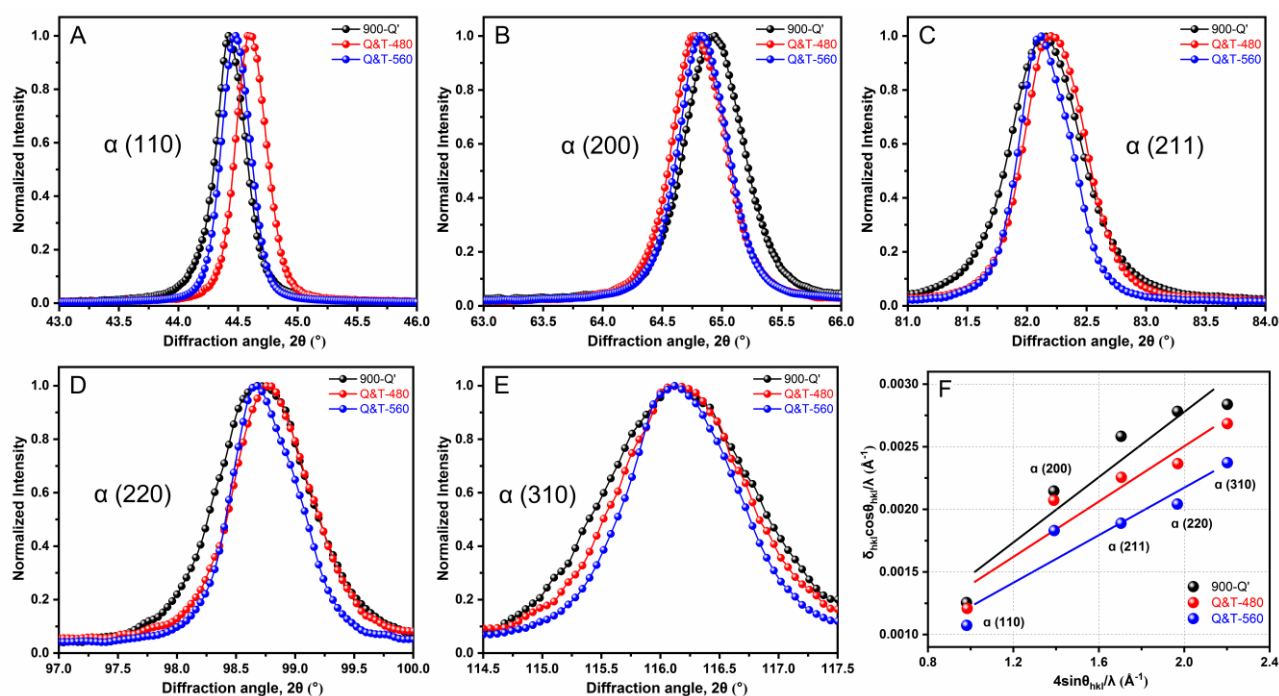 A
α (110)
900-Q'
Q&T-480
Q&T-560
Normalized Intensity
1.0
0.8
0.6
0.4
0.2
0.0
43.0 43.5 44.0 44.5 45.0 45.5 46.0
Diffraction angle, 2θ (°)
B
α (200)
900-Q'
Q&T-480
Q&T-560
Normalized Intensity
1.0
0.8
0.6
0.4
0.2
0.0
63.0 63.5 64.0 64.5 65.0 65.5 66.0
Diffraction angle, 2θ (°)
C
α (211)
900-Q'
Q&T-480
Q&T-560
Normalized Intensity
1.0
0.8
0.6
0.4
0.2
0.0
81.0 81.5 82.0 82.5 83.0 83.5 84.0
Diffraction angle, 2θ (°)
D
α (220)
900-Q'
Q&T-480
Q&T-560
Normalized Intensity
1.0
0.8
0.6
0.4
0.2
0.0
97.0 97.5 98.0 98.5 99.0 99.5 100.0
Diffraction angle, 2θ (°)
E
α (310)
900-Q'
Q&T-480
Q&T-560
Normalized Intensity
1.0
0.8
0.6
0.4
0.2
0.0
114.5 115.0 115.5 116.0 116.5 117.0 117.5
Diffraction angle, 2θ (°)
F
δhklcosθhkl/λ (Å⁻¹)
0.0030
0.0025
0.0020
0.0015
0.0010
α (200)
α (310)
α (211)
α (220)
α (110)
900-Q'
Q&T-480
Q&T-560
0.8 1.2 1.6 2.0 2.4
4sinθhkl/λ (Å⁻¹)